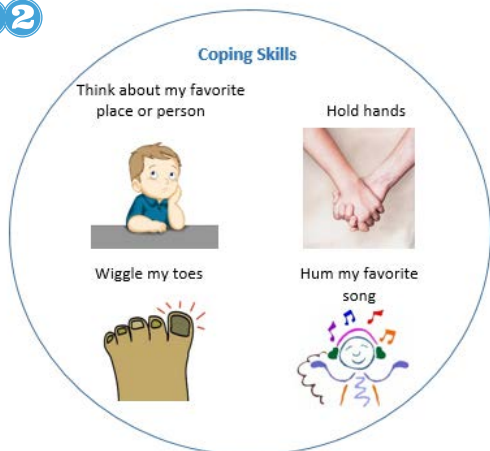 2
Coping Skills
Think about my favorite
place or person
Hold hands
Wiggle my toes
Hum my favorite
song